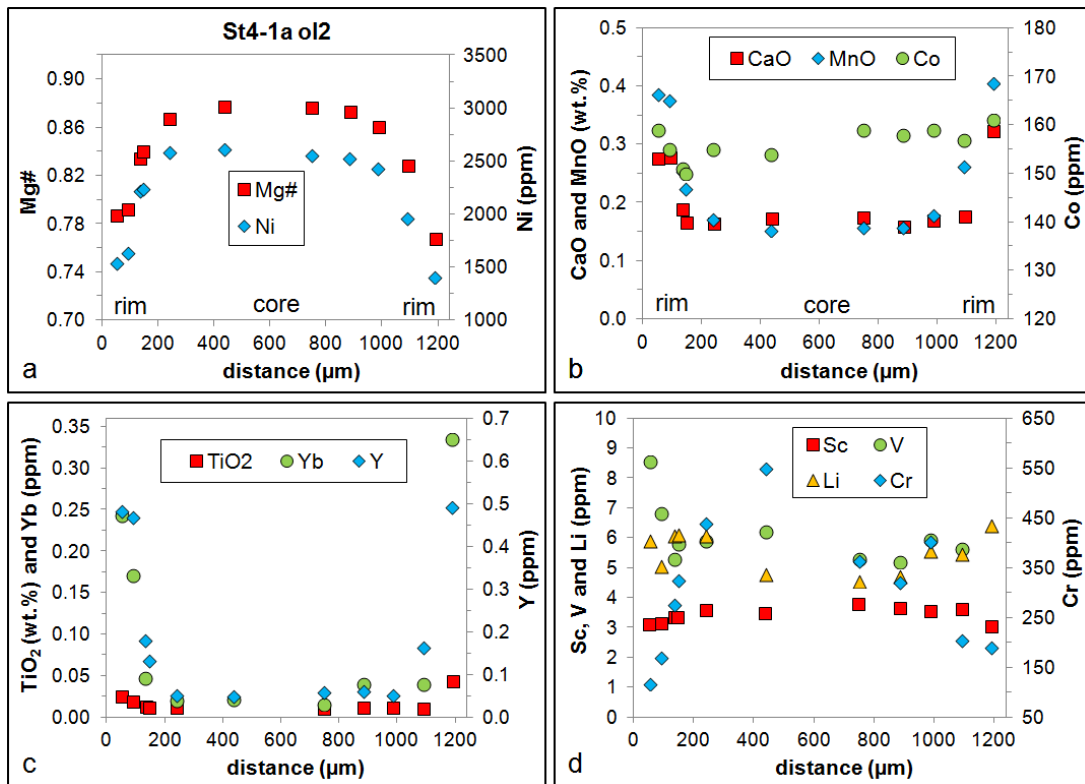 St4-1a ol2
Mg#
0.90
0.86
0.82
0.78
0.74
0.70
Mg#
Ni
3500
3000
2500
2000
1500
1000
Ni (ppm)
rim core rim
0 200 400 600 800 1000 1200
a distance (µm)
CaO and MnO (wt.%)
0.5
0.4
0.3
0.2
0.1
0.0
CaO MnO Co
180
170
160
150
140
130
120
Co (ppm)
rim core rim
0 200 400 600 800 1000 1200
b distance (µm)
TiO₂ (wt.%) and Yb (ppm)
0.35
0.30
0.25
0.20
0.15
0.10
0.05
0.00
TiO2 Yb Y
0.7
0.6
0.5
0.4
0.3
0.2
0.1
0.0
Y (ppm)
0 200 400 600 800 1000 1200
c distance (µm)
Sc, V and Li (ppm)
10
9
8
7
6
5
4
3
2
1
0
Sc V
Li Cr
650
550
450
350
250
150
50
Cr (ppm)
0 200 400 600 800 1000 1200
d distance (µm)